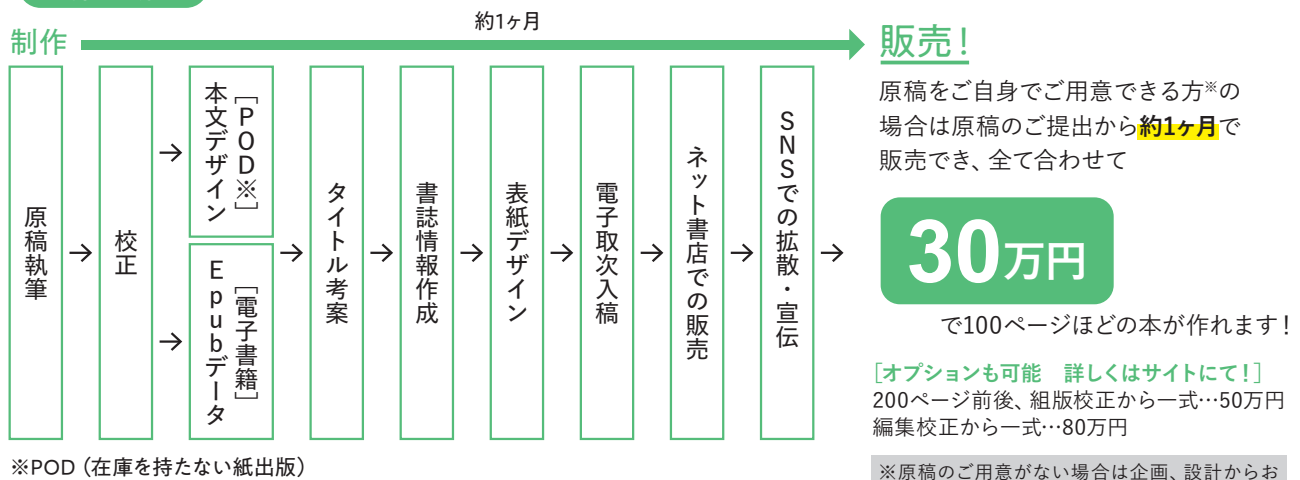 約1ヶ月
制作
販売!
原稿執筆
→
校正
→
[POD※]
本文デザイン
→
[電子書籍]
Epubデータ
→
タイトル考案
→
書誌情報作成
→
表紙デザイン
→
電子取次入稿
→
ネット書店での販売
→
SNSでの拡散・宣伝
→
※POD(在庫を持たない紙出版)
原稿をご自身でご用意できる方※の
場合は原稿のご提出から約1ヶ月で
販売でき、全て合わせて
30万円
で100ページほどの本が作れます!
[オプションも可能 詳しくはサイトにて!]
200ページ前後、組版校正から一式…50万円
編集校正から一式…80万円
※原稿のご用意がない場合は企画、設計からお